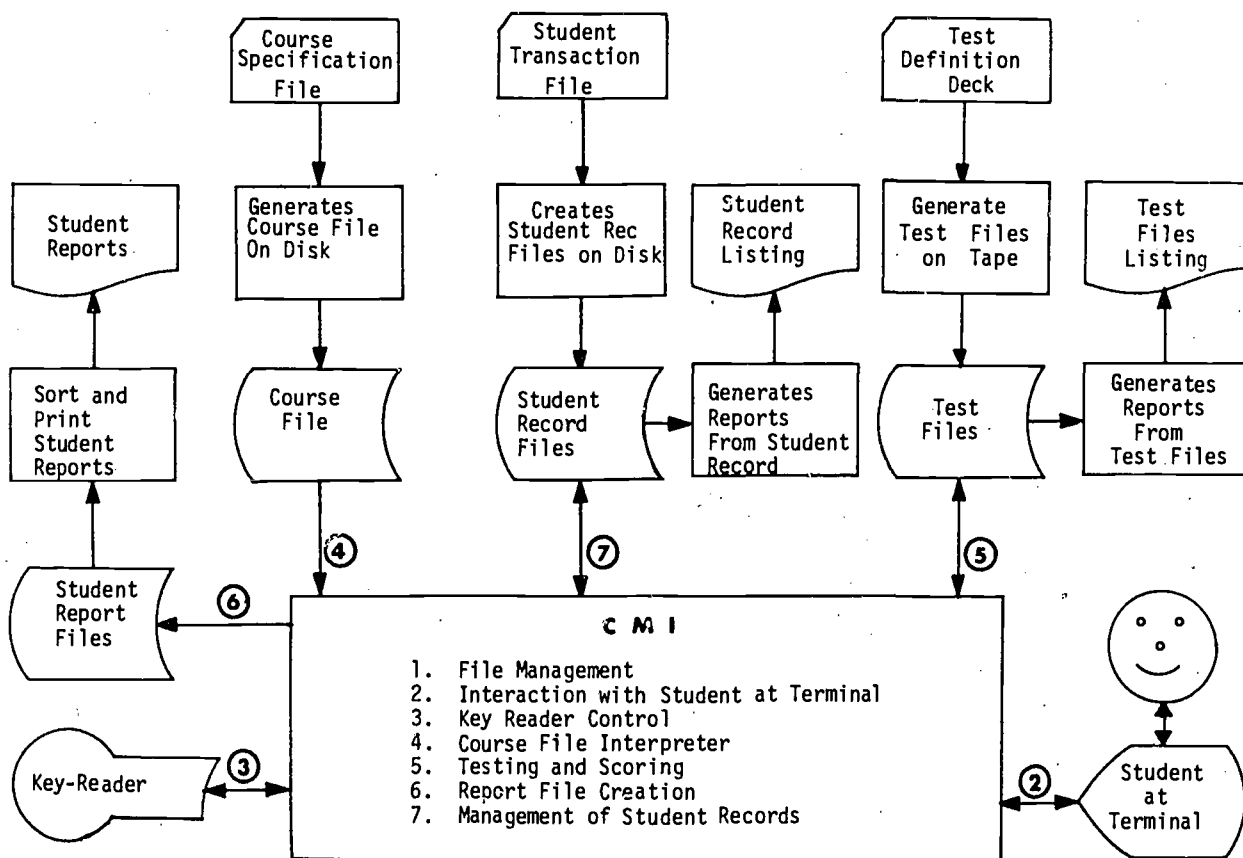 Course
Specification
File
Student
Transaction
File
Test
Definition
Deck
Student
Reports
Generates
Course File
On Disk
Creates
Student Rec
Files on Disk
Student
Record
Listing
Generate
Test Files
on Tape
Test
Files
Listing
Sort and
Print
Student
Reports
Course
File
Student
Record
Files
Generates
Reports
From Student
Record
Test
Files
Generates
Reports
From
Test Files
4
7
5
Student
Report
Files
6
C M I
1. File Management
2. Interaction with Student at Terminal
3. Key Reader Control
4. Course File Interpreter
5. Testing and Scoring
6. Report File Creation
7. Management of Student Records
Key-Reader
3
2
Student
at
Terminal